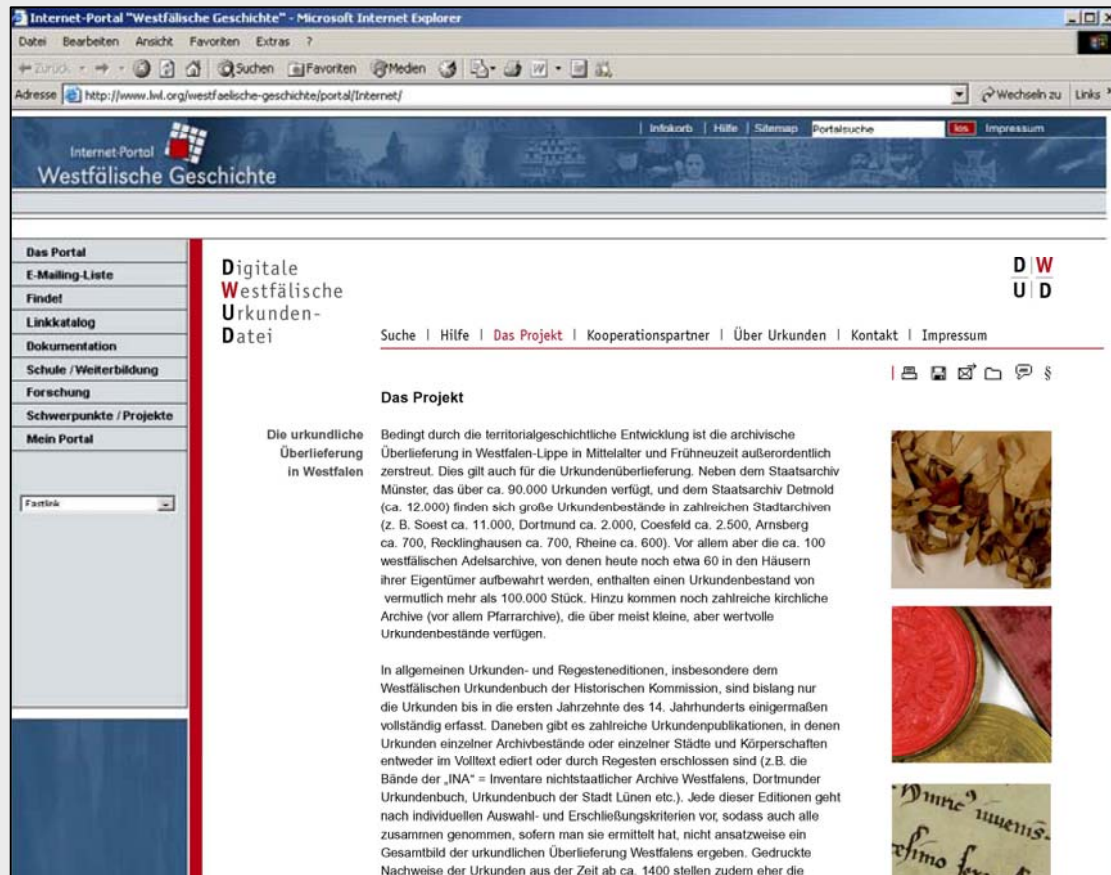 Internet-Portal "Westfälische Geschichte" - Microsoft Internet Explorer
Datei Bearbeiten Ansicht Favoriten Extras ?
Zurück Suchen Favoriten Medien
Adresse http://www.lwl.org/westfaelische-geschichte/portal/Internet/ Wechseln zu Links
Infokorb | Hilfe | Sitemap Portalsuche los Impressum
Internet-Portal
Westfälische Geschichte
Das Portal
E-Mailing-Liste
Finde!
Linkkatalog
Dokumentation
Schule / Weiterbildung
Forschung
Schwerpunkte / Projekte
Mein Portal
Fastlink
Digitale
Westfälische
Urkunden-
Datei
D W
U D
Suche | Hilfe | Das Projekt | Kooperationspartner | Über Urkunden | Kontakt | Impressum
§
Das Projekt
Die urkundliche
Überlieferung
in Westfalen
Bedingt durch die territorialgeschichtliche Entwicklung ist die archivische
Überlieferung in Westfalen-Lippe in Mittelalter und Frühneuzeit außerordentlich
zerstreut. Dies gilt auch für die Urkundenüberlieferung. Neben dem Staatsarchiv
Münster, das über ca. 90.000 Urkunden verfügt, und dem Staatsarchiv Detmold
(ca. 12.000) finden sich große Urkundenbestände in zahlreichen Stadtarchiven
(z. B. Soest ca. 11.000, Dortmund ca. 2.000, Coesfeld ca. 2.500, Arnsberg
ca. 700, Recklinghausen ca. 700, Rheine ca. 600). Vor allem aber die ca. 100
westfälischen Adelsarchive, von denen heute noch etwa 60 in den Häusern
ihrer Eigentümer aufbewahrt werden, enthalten einen Urkundenbestand von
vermutlich mehr als 100.000 Stück. Hinzu kommen noch zahlreiche kirchliche
Archive (vor allem Pfarrarchive), die über meist kleine, aber wertvolle
Urkundenbestände verfügen.
In allgemeinen Urkunden- und Regesteneditionen, insbesondere dem
Westfälischen Urkundenbuch der Historischen Kommission, sind bislang nur
die Urkunden bis in die ersten Jahrzehnte des 14. Jahrhunderts einigermaßen
vollständig erfasst. Daneben gibt es zahlreiche Urkundenpublikationen, in denen
Urkunden einzelner Archivbestände oder einzelner Städte und Körperschaften
entweder im Volltext ediert oder durch Regesten erschlossen sind (z.B. die
Bände der „INA“ = Inventare nichtstaatlicher Archive Westfalens, Dortmunder
Urkundenbuch, Urkundenbuch der Stadt Lünen etc.). Jede dieser Editionen geht
nach individuellen Auswahl- und Erschließungskriterien vor, sodass auch alle
zusammen genommen, sofern man sie ermittelt hat, nicht ansatzweise ein
Gesamtbild der urkundlichen Überlieferung Westfalens ergeben. Gedruckte
Nachweise der Urkunden aus der Zeit ab ca. 1400 stellen zudem eher die